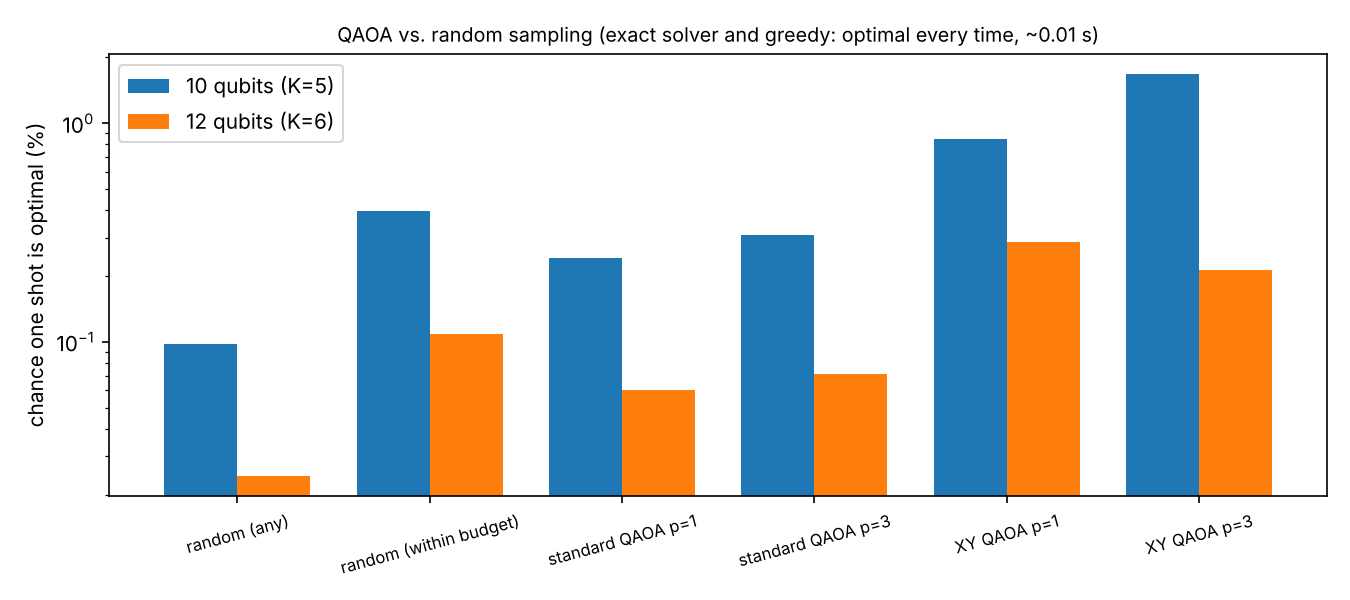 QAOA vs. random sampling (exact solver and greedy: optimal every time, ~0.01 s)
10 qubits (K=5)
12 qubits (K=6)
chance one shot is optimal (%)
10⁰
10⁻¹
random (any)
random (within budget)
standard QAOA p=1
standard QAOA p=3
XY QAOA p=1
XY QAOA p=3